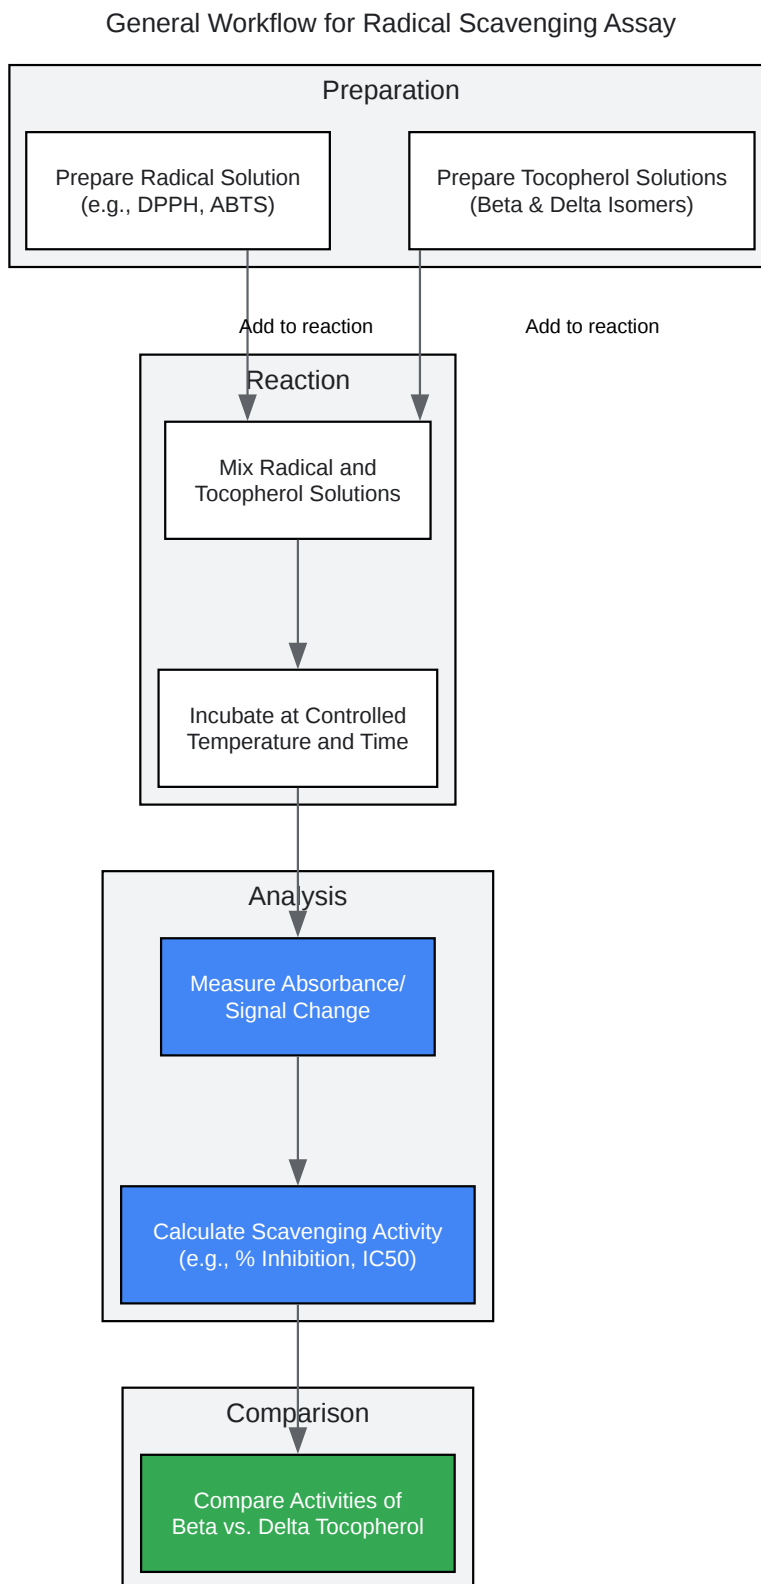 General Workflow for Radical Scavenging Assay
Preparation
Prepare Radical Solution
(e.g., DPPH, ABTS)
Prepare Tocopherol Solutions
(Beta & Delta Isomers)
Add to reaction
Add to reaction
Reaction
Mix Radical and
Tocopherol Solutions
Incubate at Controlled
Temperature and Time
Analysis
Measure Absorbance/
Signal Change
Calculate Scavenging Activity
(e.g., % Inhibition, IC50)
Comparison
Compare Activities of
Beta vs. Delta Tocopherol